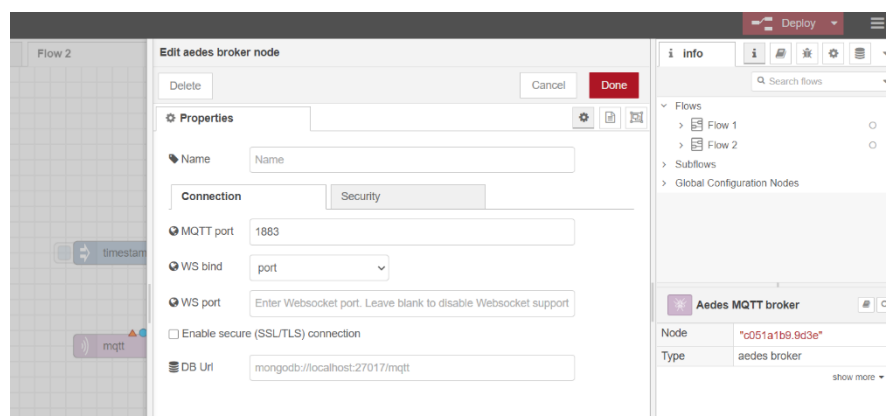 Deploy
Flow 2
Edit aedes broker node
i info
Delete
Cancel
Done
Search flows
Properties
Flows
Flow 1
Flow 2
Subflows
Global Configuration Nodes
Name
Name
Connection
Security
MQTT port
1883
WS bind
port
WS port
Enter Websocket port. Leave blank to disable Websocket support
Enable secure (SSL/TLS) connection
DB Url
mongodb://localhost:27017/mqtt
timestam
mqtt
Aedes MQTT broker
Node
"c051a1b9.9d3e"
Type
aedes broker
show more